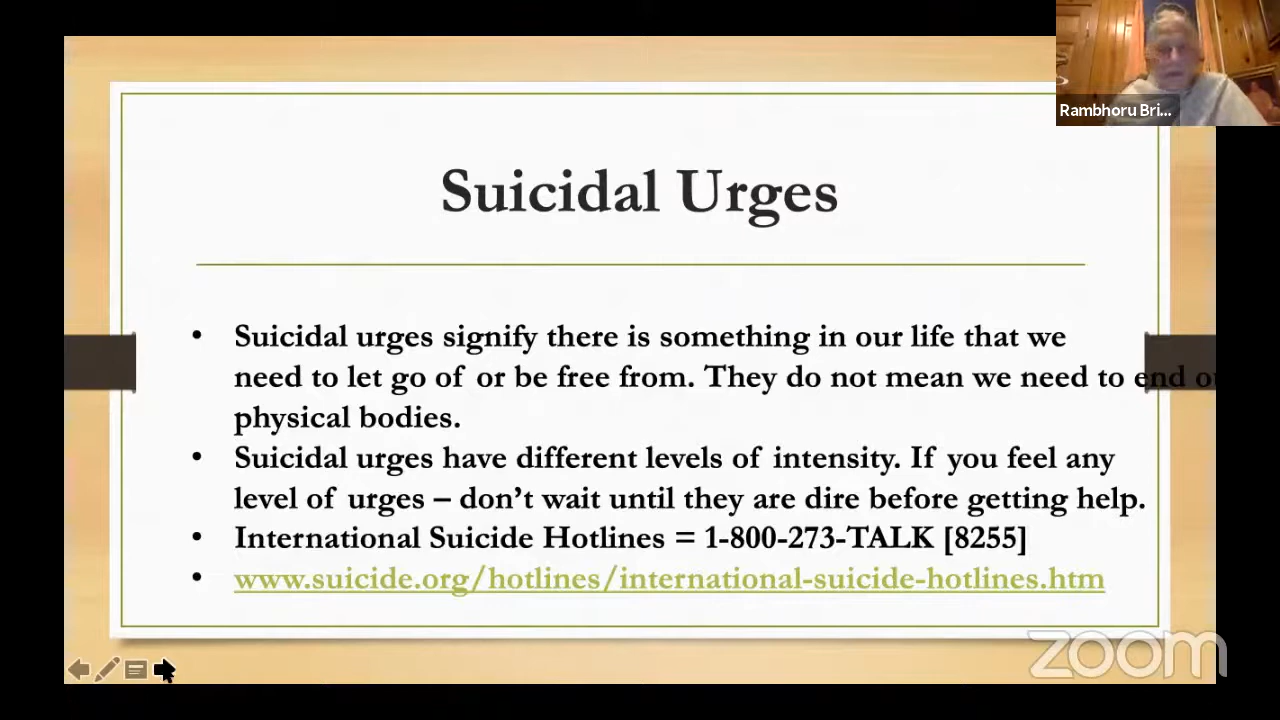 Rambhoru Bri...
Suicidal Urges
• Suicidal urges signify there is something in our life that we
need to let go of or be free from. They do not mean we need to end
physical bodies.
• Suicidal urges have different levels of intensity. If you feel any
level of urges – don’t wait until they are dire before getting help.
• International Suicide Hotlines = 1-800-273-TALK [8255]
• www.suicide.org/hotlines/international-suicide-hotlines.htm
zoom